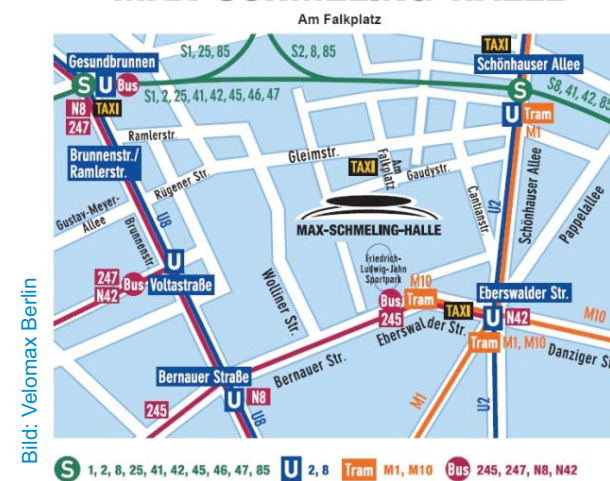 MAX-SCHMELING-HALLE
Am Falkplatz
S1, 25, 85
S2, 8, 85
TAXI
Gesundbrunnen
Schönhauser Allee
S U Bus
S1, 2, 25, 41, 42, 45, 46, 47
S
S8, 41, 42, 85
N8 TAXI
247
U Tram
M1
Ramlerstr.
Brunnenstr./
Ramlerstr.
Gleimstr.
TAXI
Am
Falkplatz
Gaudystr.
Rügener Str.
Cantianstr.
Schönhauser Allee
Pappelallee
Gustav-Meyer-
Allee
Brunnenstr.
U8
U2
MAX-SCHMELING-HALLE
Friedrich-
Ludwig-Jahn
Sportpark
247
N42
Bus
U
Voltastraße
Wolliner Str.
M10
Bus Tram
245
TAXI
Eberswalder Str.
U N42
M10
Eberswalder Str.
Tram M1, M10
Danziger St
Bernauer Straße
Bernauer Str.
U N8
U8
245
M1
U2
Bild: Velomax Berlin
S 1, 2, 8, 25, 41, 42, 45, 46, 47, 85 U 2, 8 Tram M1, M10 Bus 245, 247, N8, N42